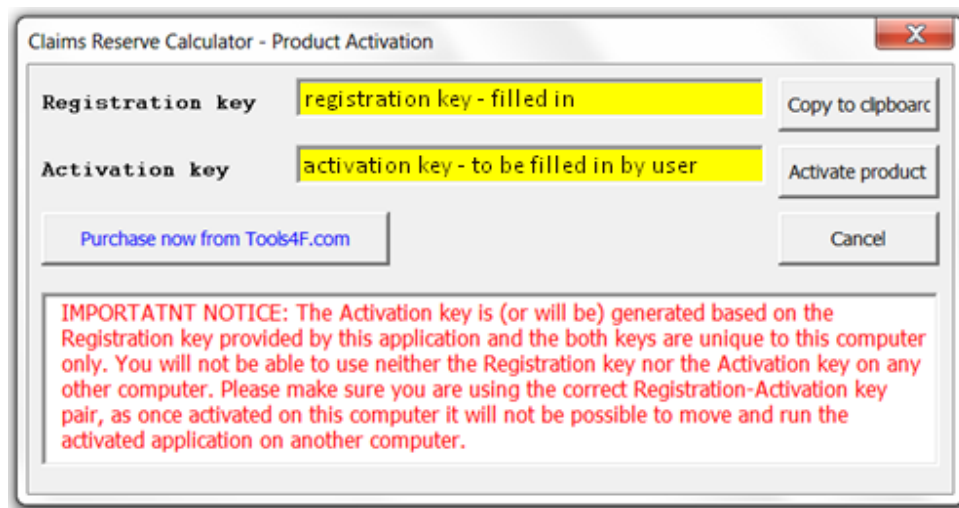 Claims Reserve Calculator - Product Activation
Registration key
registration key - filled in
Copy to clipboarc
Activation key
activation key - to be filled in by user
Activate product
Purchase now from Tools4F.com
Cancel
IMPORTATNT NOTICE: The Activation key is (or will be) generated based on the
Registration key provided by this application and the both keys are unique to this computer
only. You will not be able to use neither the Registration key nor the Activation key on any
other computer. Please make sure you are using the correct Registration-Activation key
pair, as once activated on this computer it will not be possible to move and run the
activated application on another computer.